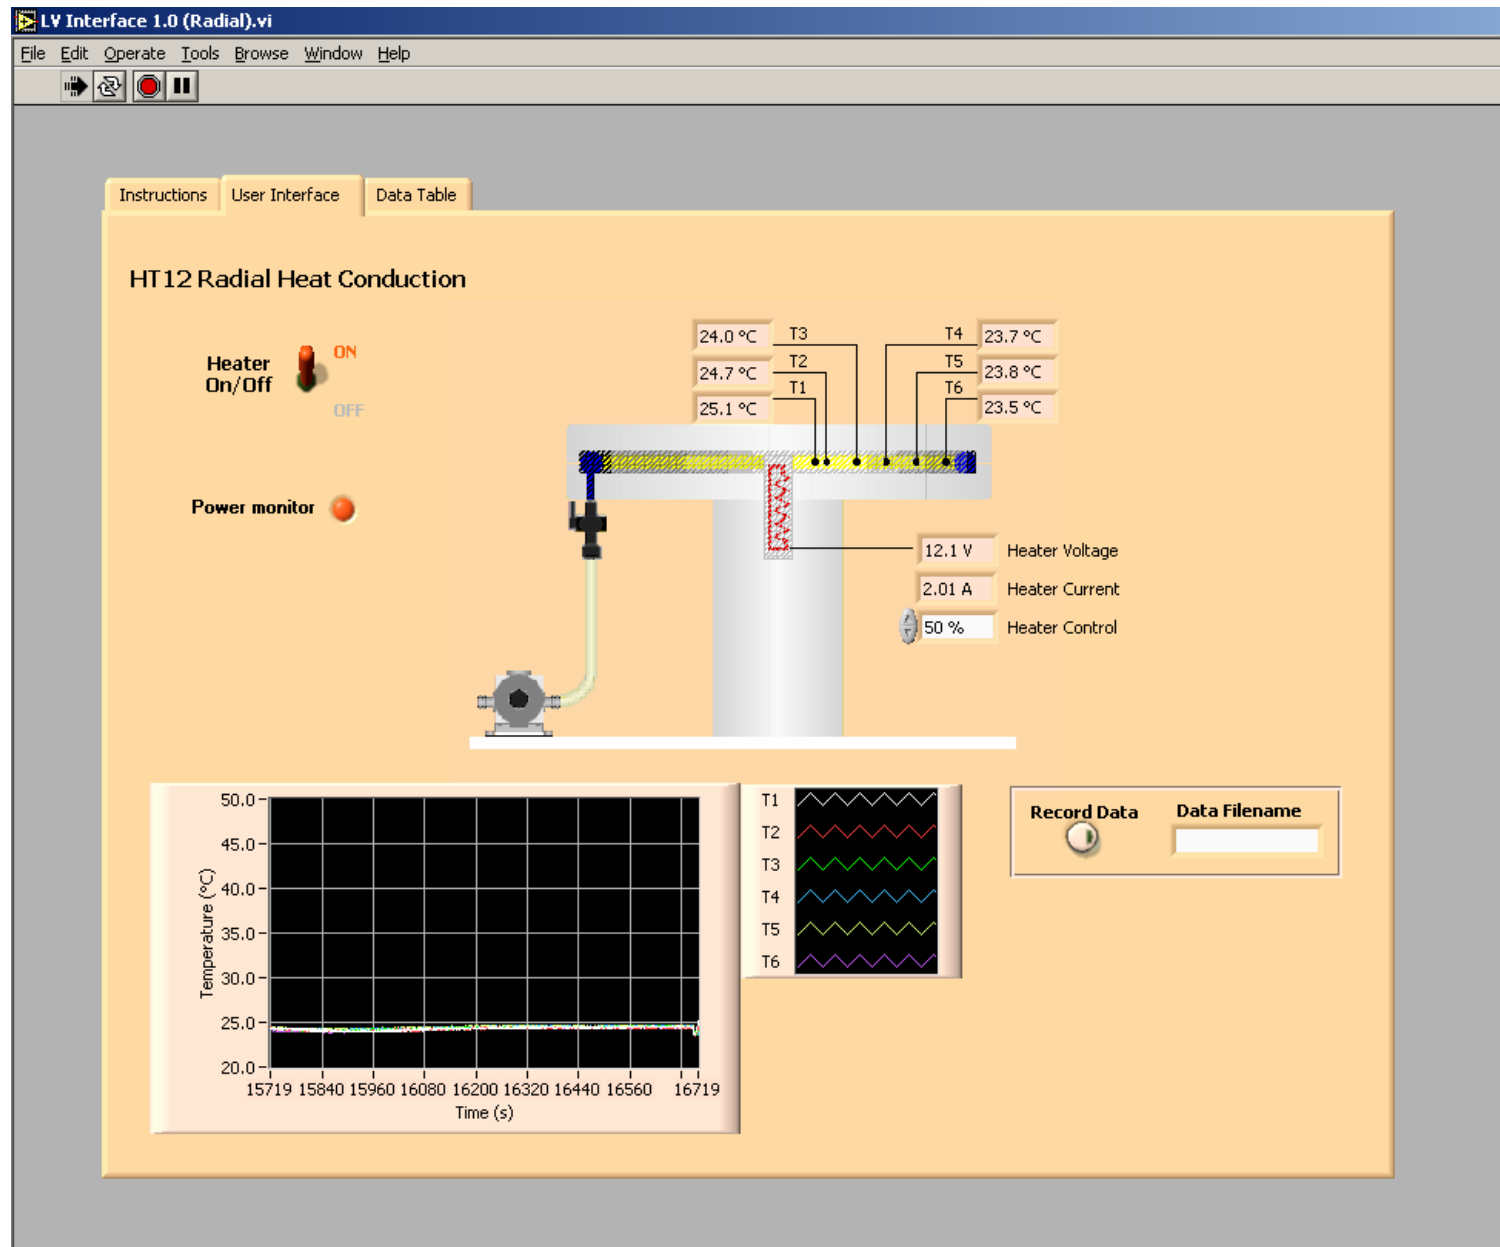 LV Interface 1.0 (Radial).vi
File Edit Operate Tools Browse Window Help
Instructions User Interface Data Table
HT12 Radial Heat Conduction
Heater
On/Off
ON
OFF
Power monitor
24.0 °C T3
24.7 °C T2
25.1 °C T1
T4 23.7 °C
T5 23.8 °C
T6 23.5 °C
12.1 V Heater Voltage
2.01 A Heater Current
50 % Heater Control
Temperature (°C)
50.0
45.0
40.0
35.0
30.0
25.0
20.0
15719 15840 15960 16080 16200 16320 16440 16560 16719
Time (s)
T1
T2
T3
T4
T5
T6
Record Data Data Filename